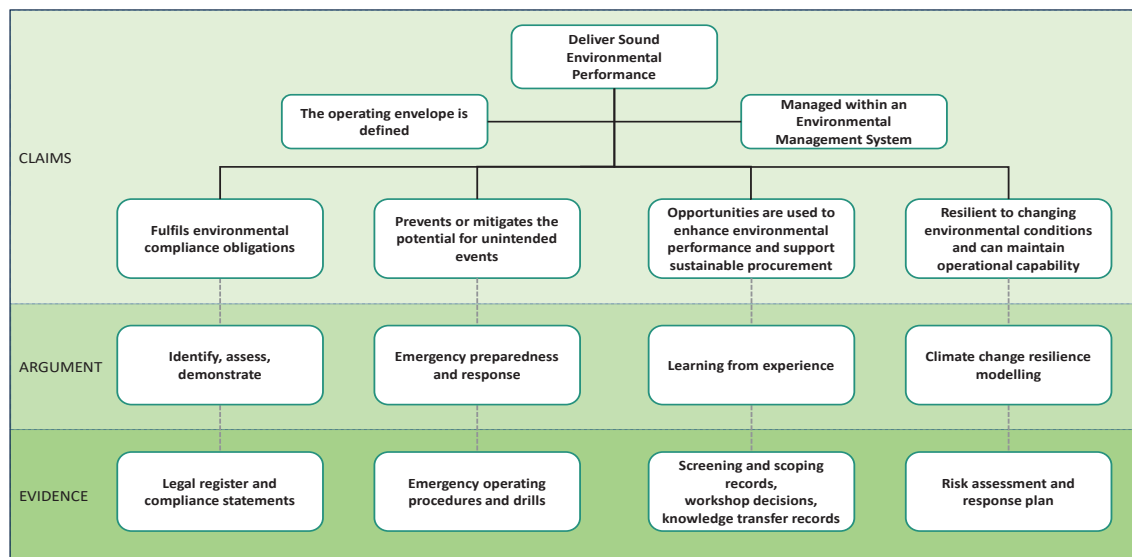 Deliver Sound
Environmental
Performance
The operating envelope is
defined
Managed within an
Environmental
Management System
CLAIMS
Fulfils environmental
compliance obligations
Prevents or mitigates the
potential for unintended
events
Opportunities are used to
enhance environmental
performance and support
sustainable procurement
Resilient to changing
environmental conditions
and can maintain
operational capability
ARGUMENT
Identify, assess,
demonstrate
Emergency preparedness
and response
Learning from experience
Climate change resilience
modelling
EVIDENCE
Legal register and
compliance statements
Emergency operating
procedures and drills
Screening and scoping
records,
workshop decisions,
knowledge transfer records
Risk assessment and
response plan